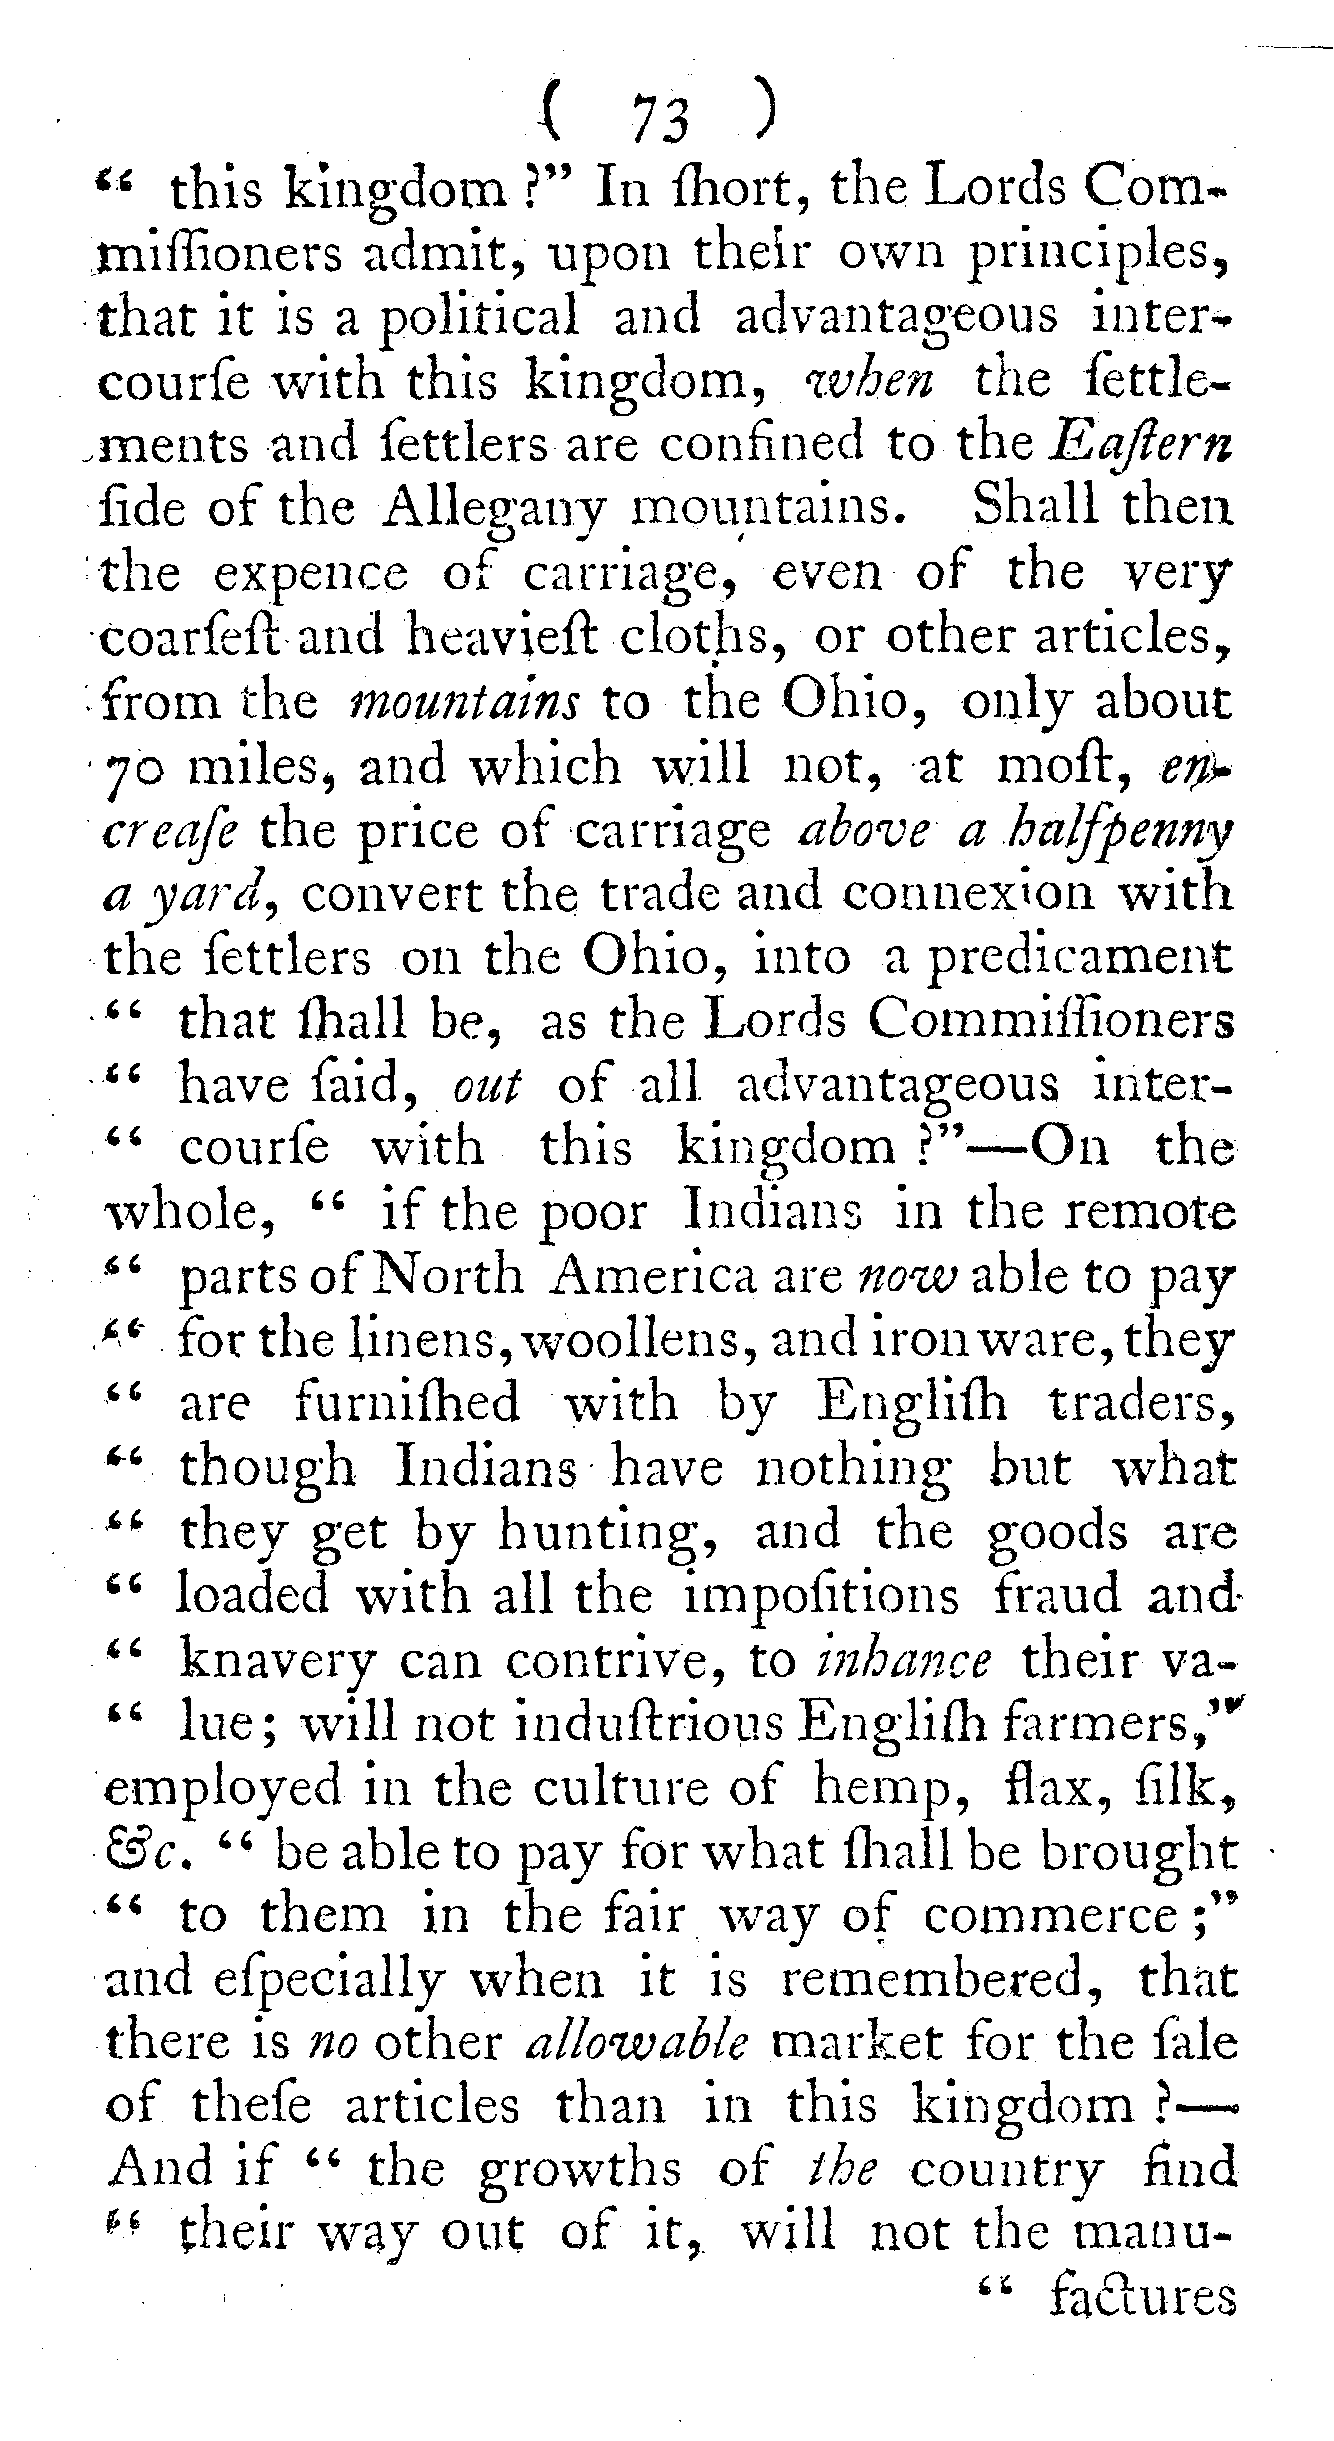 ( 73 )
“ this kingdom ?” In ſhort, the Lords Com-
miſſioners admit, upon their own principles,
that it is a political and advantageous inter-
courſe with this kingdom, when the ſettle-
ments and ſettlers are confined to the Eaſtern
ſide of the Allegany mountains. Shall then
the expence of carriage, even of the very
coarſeſt and heavieſt cloths, or other articles,
from the mountains to the Ohio, only about
70 miles, and which will not, at moſt, en-
creaſe the price of carriage above a halfpenny
a yard, convert the trade and connexion with
the ſettlers on the Ohio, into a predicament
“ that ſhall be, as the Lords Commiſſioners
“ have ſaid, out of all advantageous inter-
“ courſe with this kingdom ?”—On the
whole, “ if the poor Indians in the remote
“ parts of North America are now able to pay
“ for the linens, woollens, and iron ware, they
“ are furniſhed with by Engliſh traders,
“ though Indians have nothing but what
“ they get by hunting, and the goods are
“ loaded with all the impoſitions fraud and
“ knavery can contrive, to inhance their va-
“ lue; will not induſtrious Engliſh farmers,”
employed in the culture of hemp, flax, ſilk,
&c. “ be able to pay for what ſhall be brought
“ to them in the fair way of commerce ;”
and eſpecially when it is remembered, that
there is no other allowable market for the ſale
of theſe articles than in this kingdom ?—
And if “ the growths of the country find
“ their way out of it, will not the manu-
“ factures